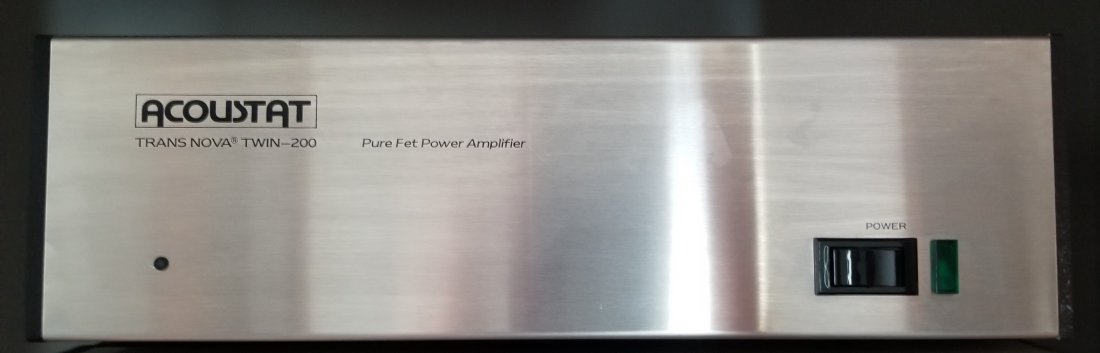 ACOUSTAT
TRANS NOVA® TWIN–200 Pure Fet Power Amplifier
POWER